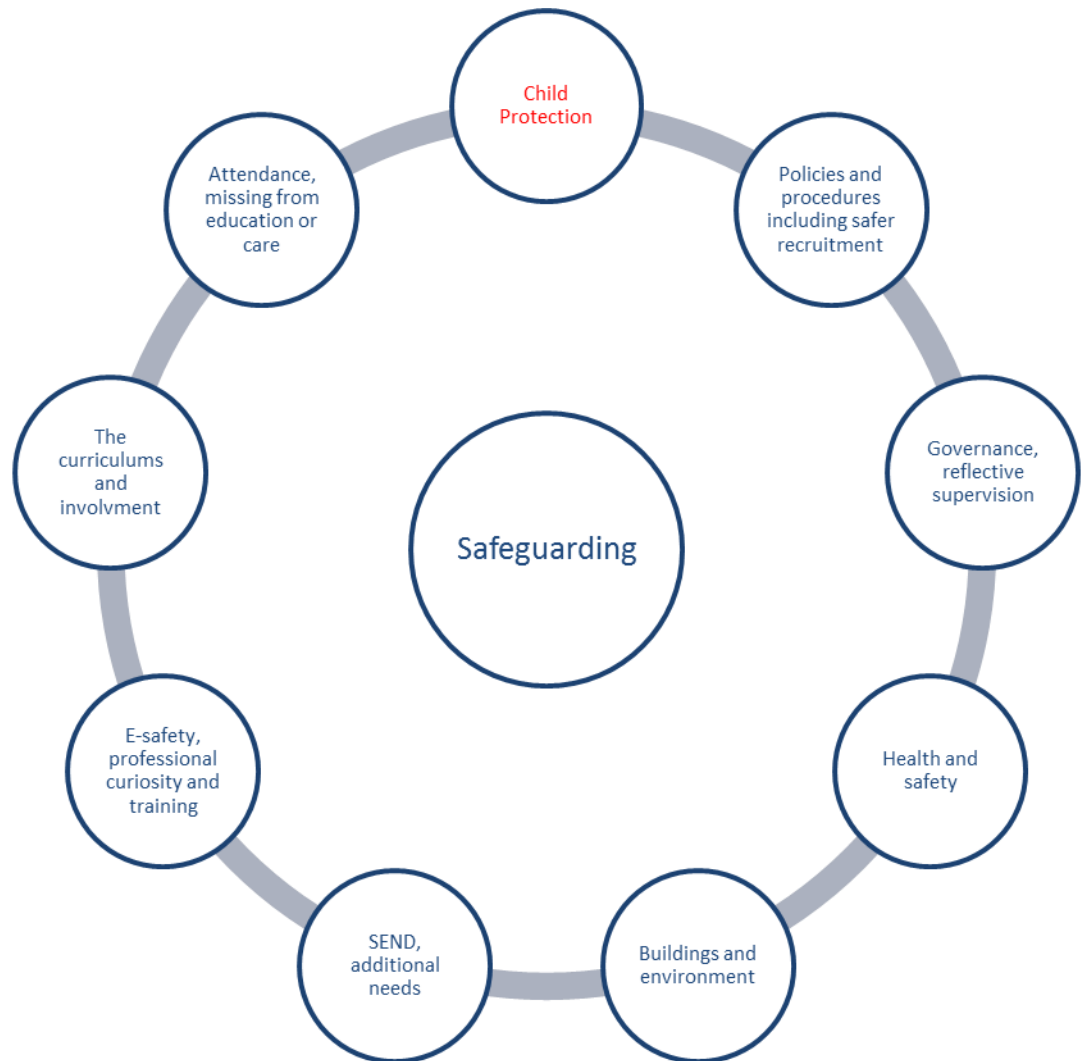 Child
Protection
Policies and
procedures
including safer
recruitment
Governance,
reflective
supervision
Health and
safety
Buildings and
environment
SEND,
additional
needs
E-safety,
professional
curiosity and
training
The
curriculums
and
involvment
Attendance,
missing from
education or
care
Safeguarding